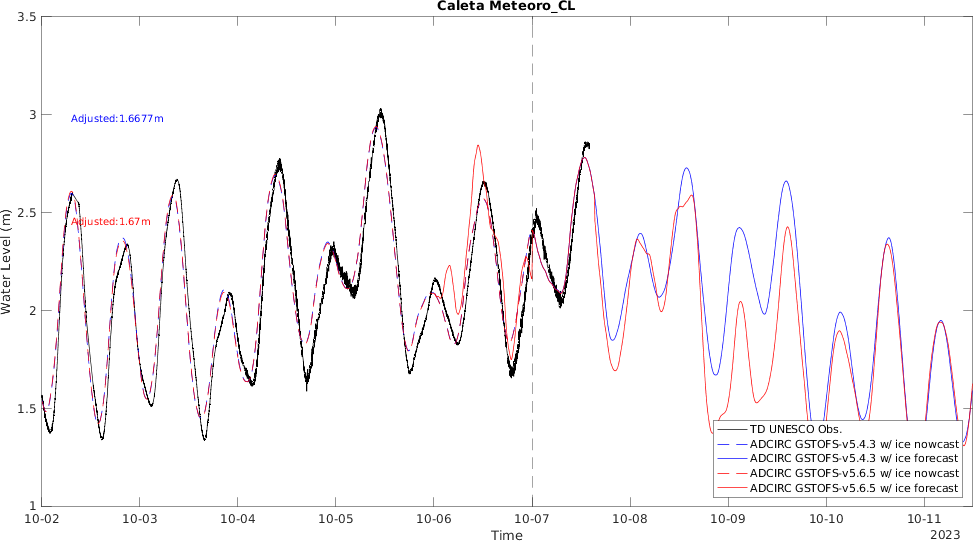 Caleta Meteoro_CL
3.5
3
2.5
2
1.5
1
Water Level (m)
Adjusted:1.6677m
Adjusted:1.67m
TD UNESCO Obs.
ADCIRC GSTOFS-v5.4.3 w/ ice nowcast
ADCIRC GSTOFS-v5.4.3 w/ ice forecast
ADCIRC GSTOFS-v5.6.5 w/ ice nowcast
ADCIRC GSTOFS-v5.6.5 w/ ice forecast
10-02 10-03 10-04 10-05 10-06 10-07 10-08 10-09 10-10 10-11
Time
2023